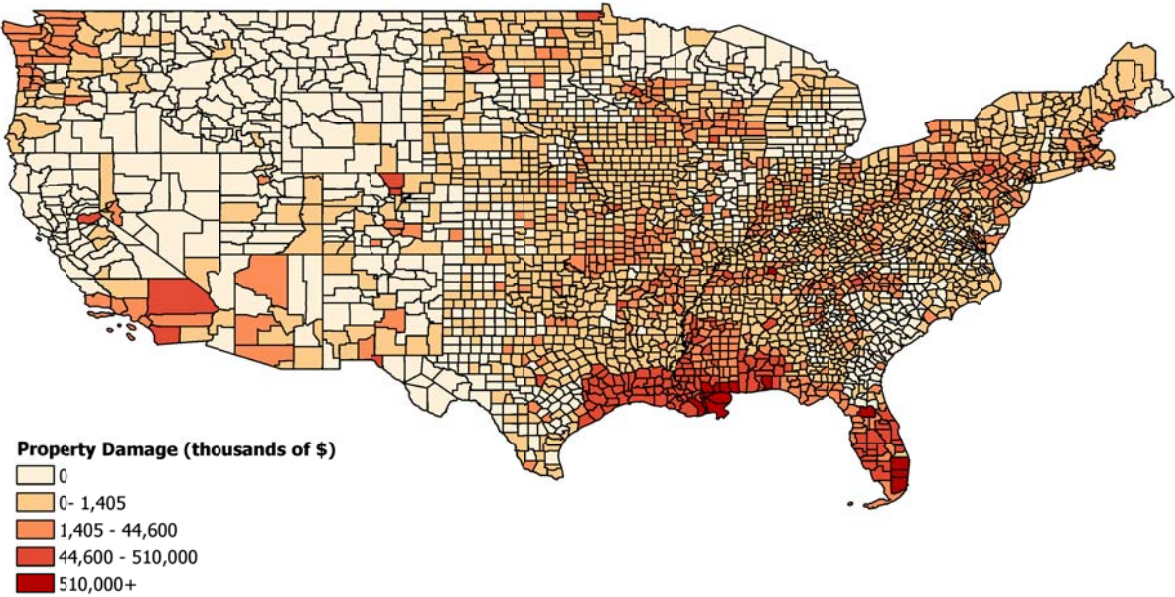 Property Damage (thousands of $)
0
0- 1,405
1,405 - 44,600
44,600 - 510,000
510,000+